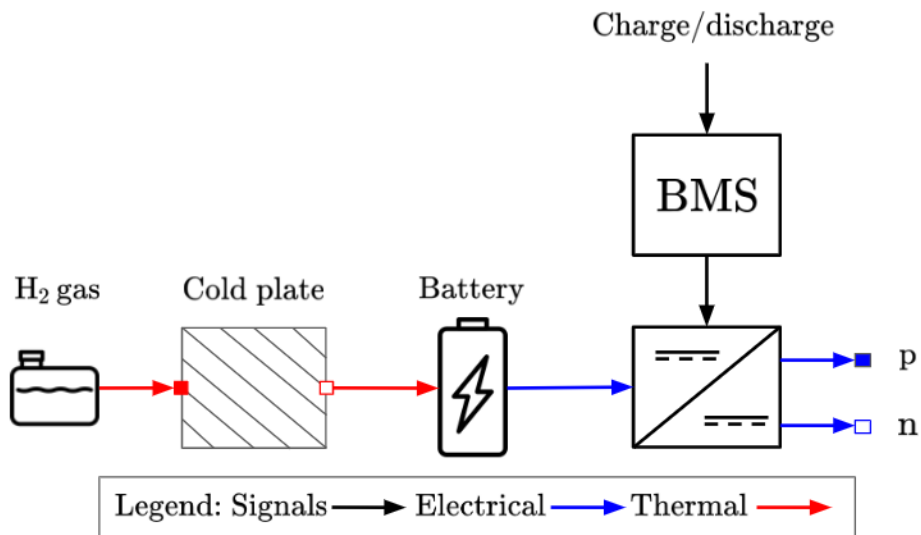 Charge/discharge
BMS
H₂ gas
Cold plate
Battery
p
n
Legend: Signals Electrical Thermal